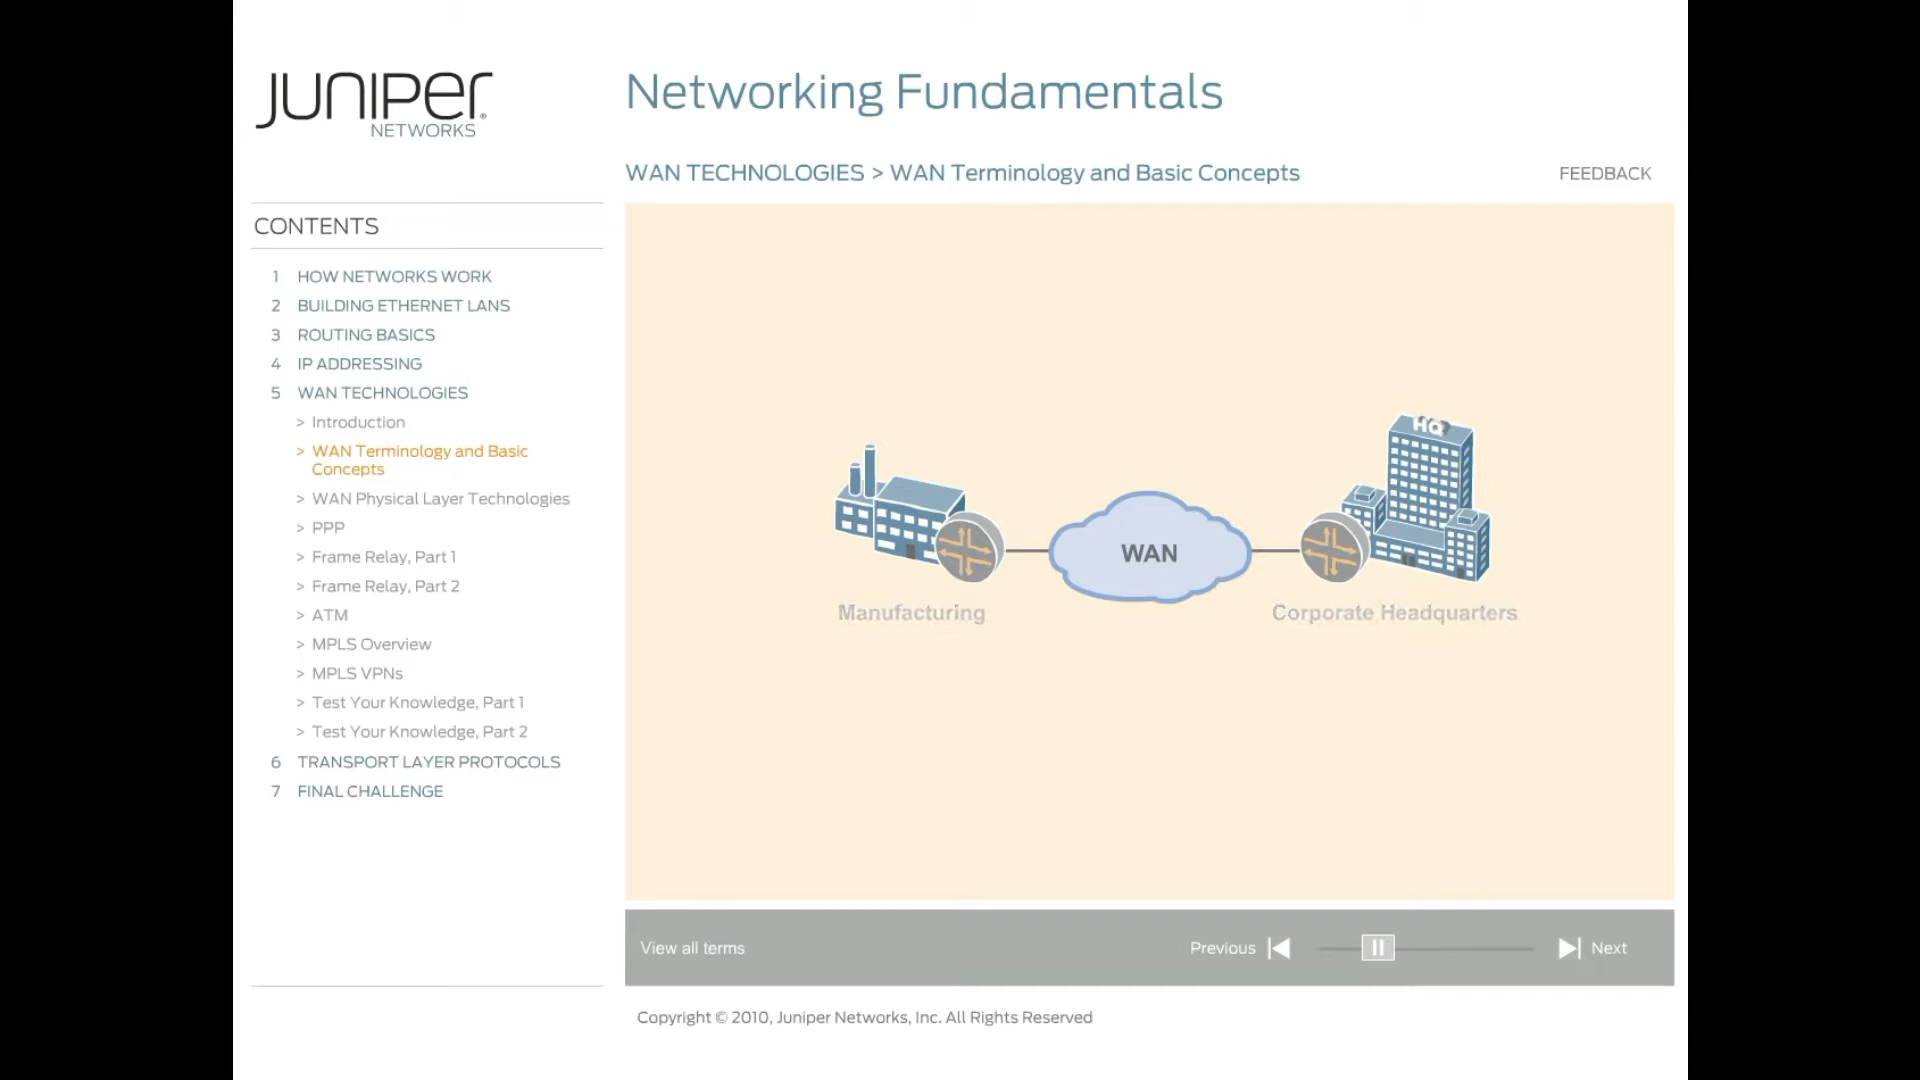 JUNIPER
NETWORKS
Networking Fundamentals
WAN TECHNOLOGIES > WAN Terminology and Basic Concepts
FEEDBACK
CONTENTS
1 HOW NETWORKS WORK
2 BUILDING ETHERNET LANS
3 ROUTING BASICS
4 IP ADDRESSING
5 WAN TECHNOLOGIES
> Introduction
> WAN Terminology and Basic
Concepts
> WAN Physical Layer Technologies
> PPP
> Frame Relay, Part 1
> Frame Relay, Part 2
> ATM
> MPLS Overview
> MPLS VPNs
> Test Your Knowledge, Part 1
> Test Your Knowledge, Part 2
6 TRANSPORT LAYER PROTOCOLS
7 FINAL CHALLENGE
HQ
WAN
Manufacturing
Corporate Headquarters
View all terms
Previous
Next
Copyright © 2010, Juniper Networks, Inc. All Rights Reserved